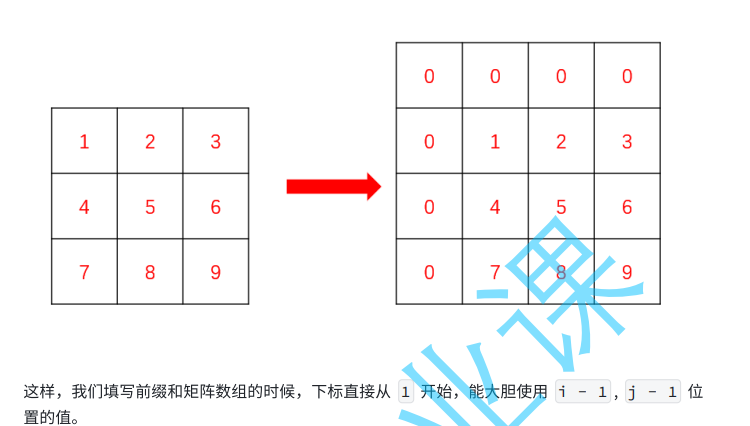 0 0 0 0
1 2 3 0 1 2 3
4 5 6 0 4 5 6
7 8 9 0 7 8 9
这样，我们填写前缀和矩阵数组的时候，下标直接从 1 开始，能大胆使用 i - 1 , j - 1 位
置的值。
业课